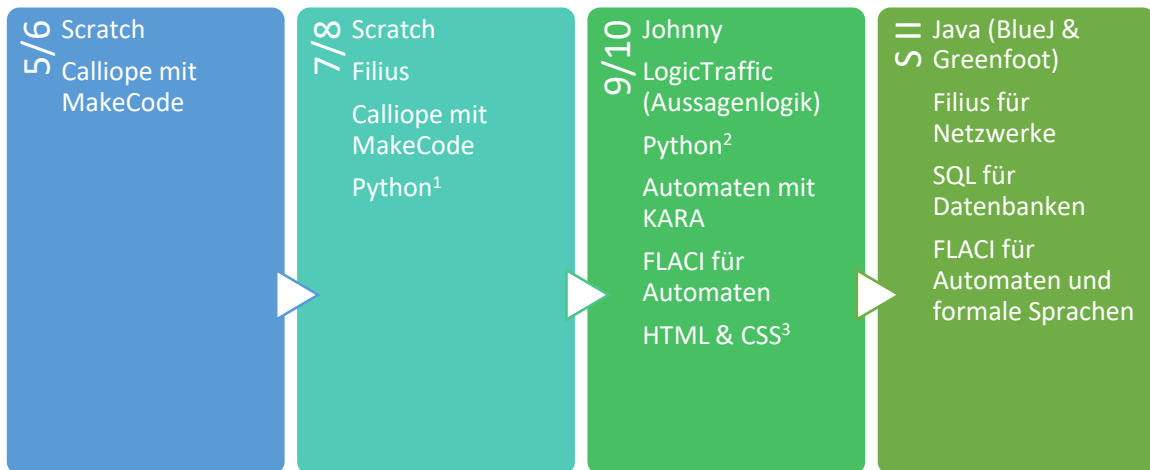 5/6
Scratch
Calliope mit
MakeCode
7/8
Scratch
Filius
Calliope mit
MakeCode
Python¹
9/10
Johnny
LogicTraffic
(Aussagenlogik)
Python²
Automaten mit
KARA
FLACI für
Automaten
HTML & CSS³
S II
Java (BlueJ &
Greenfoot)
Filius für
Netzwerke
SQL für
Datenbanken
FLACI für
Automaten und
formale Sprachen